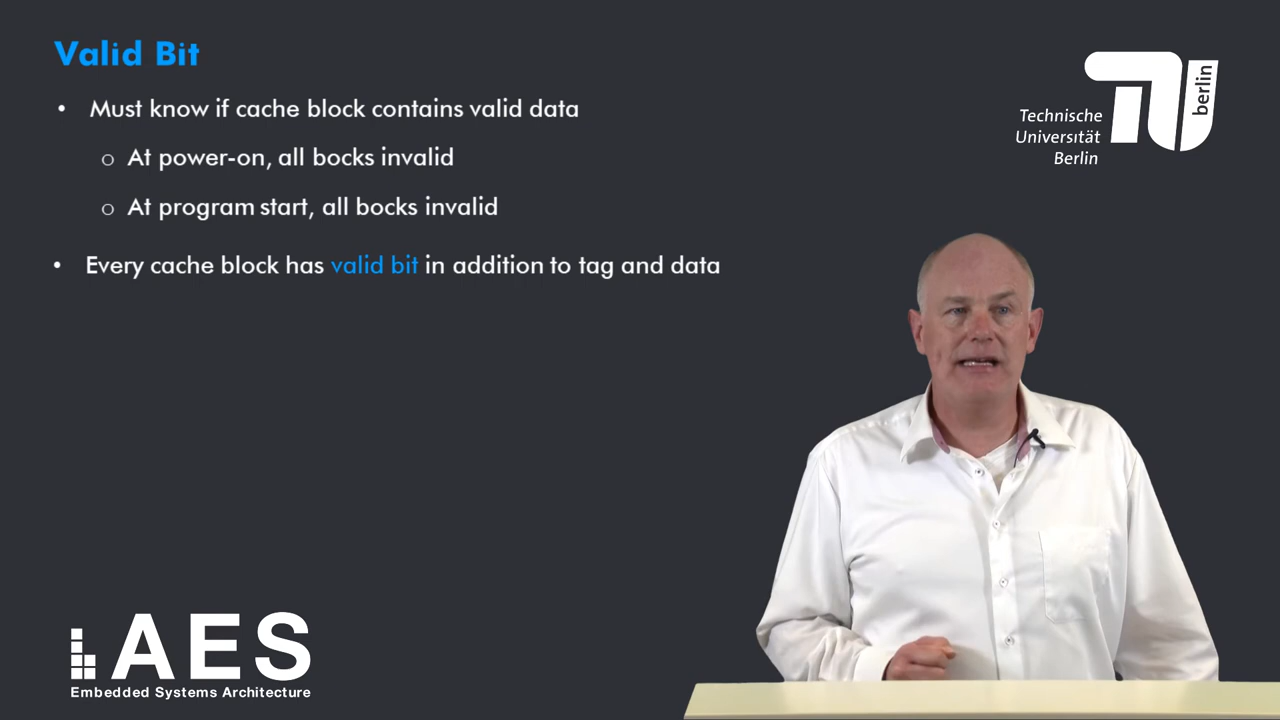 Valid Bit
• Must know if cache block contains valid data
o At power-on, all bocks invalid
o At program start, all bocks invalid
• Every cache block has valid bit in addition to tag and data
Technische
Universität
Berlin
berlin
AES
Embedded Systems Architecture